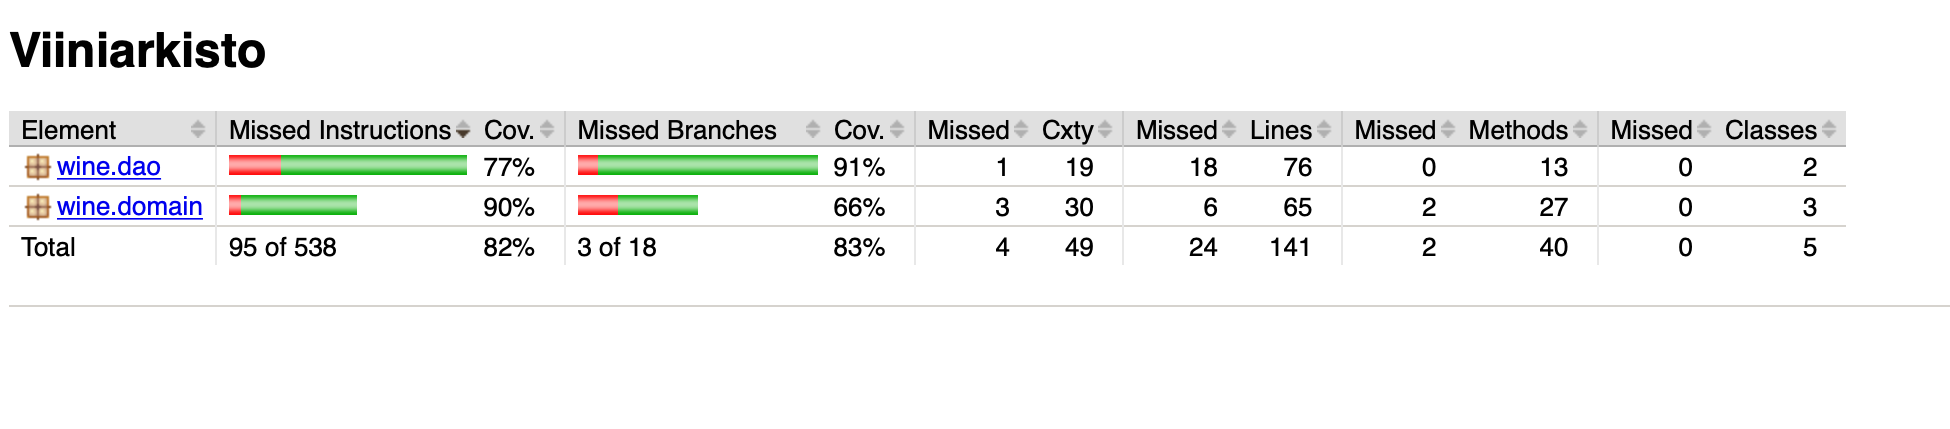 Viiniarkisto
Element Missed Instructions Cov. Missed Branches Cov. Missed Cxty Missed Lines Missed Methods Missed Classes
wine.dao 77% 91% 1 19 18 76 0 13 0 2
wine.domain 90% 66% 3 30 6 65 2 27 0 3
Total 95 of 538 82% 3 of 18 83% 4 49 24 141 2 40 0 5